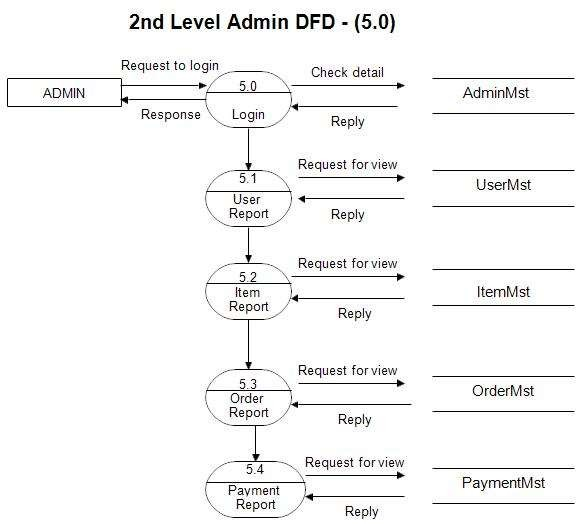 2nd Level Admin DFD - (5.0)
Request to login
5.0
Check detail
ADMIN
AdminMst
Response
Login
Reply
5.1
Request for view
User
Report
UserMst
Reply
5.2
Request for view
Item
Report
ItemMst
Reply
5.3
Request for view
Order
Report
OrderMst
Reply
5.4
Request for view
Payment
Report
PaymentMst
Reply